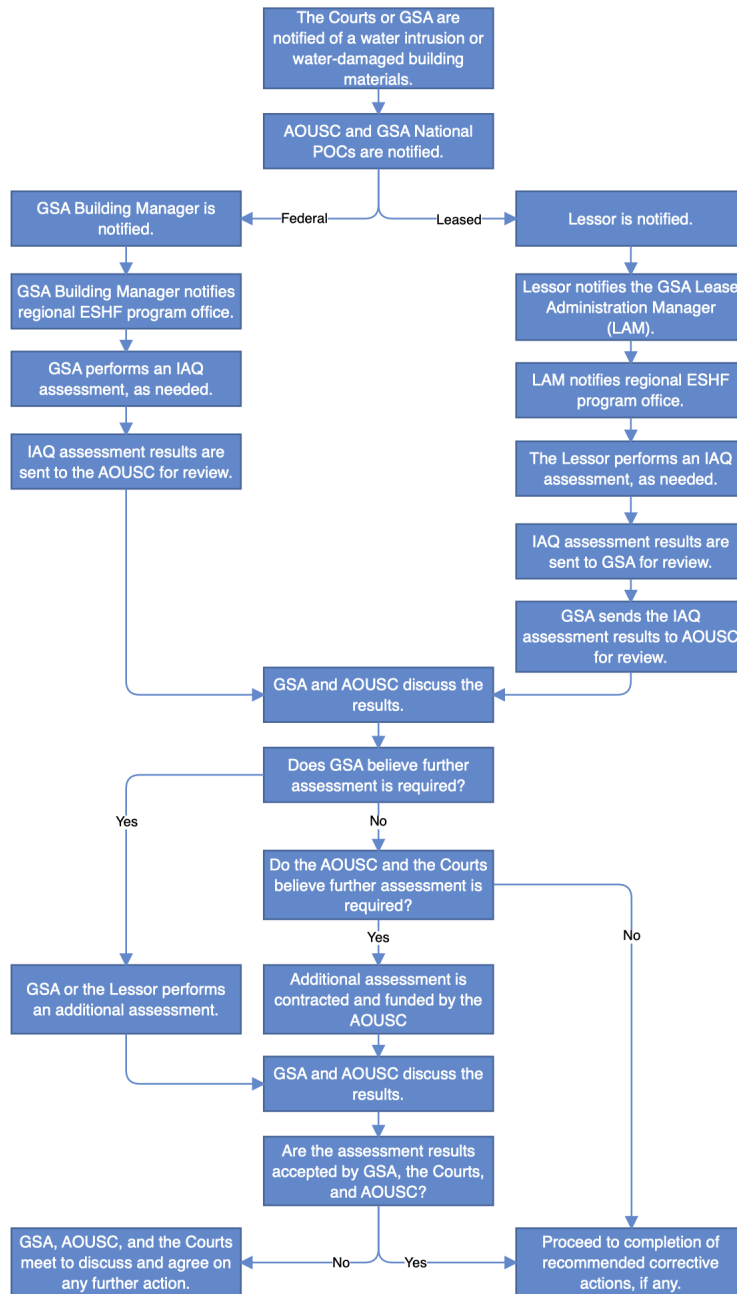 The Courts or GSA are
notified of a water intrusion or
water-damaged building
materials.
AOUSC and GSA National
POCs are notified.
Federal
Leased
GSA Building Manager is
notified.
Lessor is notified.
GSA Building Manager notifies
regional ESHF program office.
Lessor notifies the GSA Lease
Administration Manager
(LAM).
GSA performs an IAQ
assessment, as needed.
LAM notifies regional ESHF
program office.
IAQ assessment results are
sent to the AOUSC for review.
The Lessor performs an IAQ
assessment, as needed.
IAQ assessment results are
sent to GSA for review.
GSA sends the IAQ
assessment results to AOUSC
for review.
GSA and AOUSC discuss the
results.
Does GSA believe further
assessment is required?
Yes
No
Do the AOUSC and the Courts
believe further assessment is
required?
Yes
No
GSA or the Lessor performs
an additional assessment.
Additional assessment is
contracted and funded by the
AOUSC
GSA and AOUSC discuss the
results.
Are the assessment results
accepted by GSA, the Courts,
and AOUSC?
No
Yes
GSA, AOUSC, and the Courts
meet to discuss and agree on
any further action.
Proceed to completion of
recommended corrective
actions, if any.